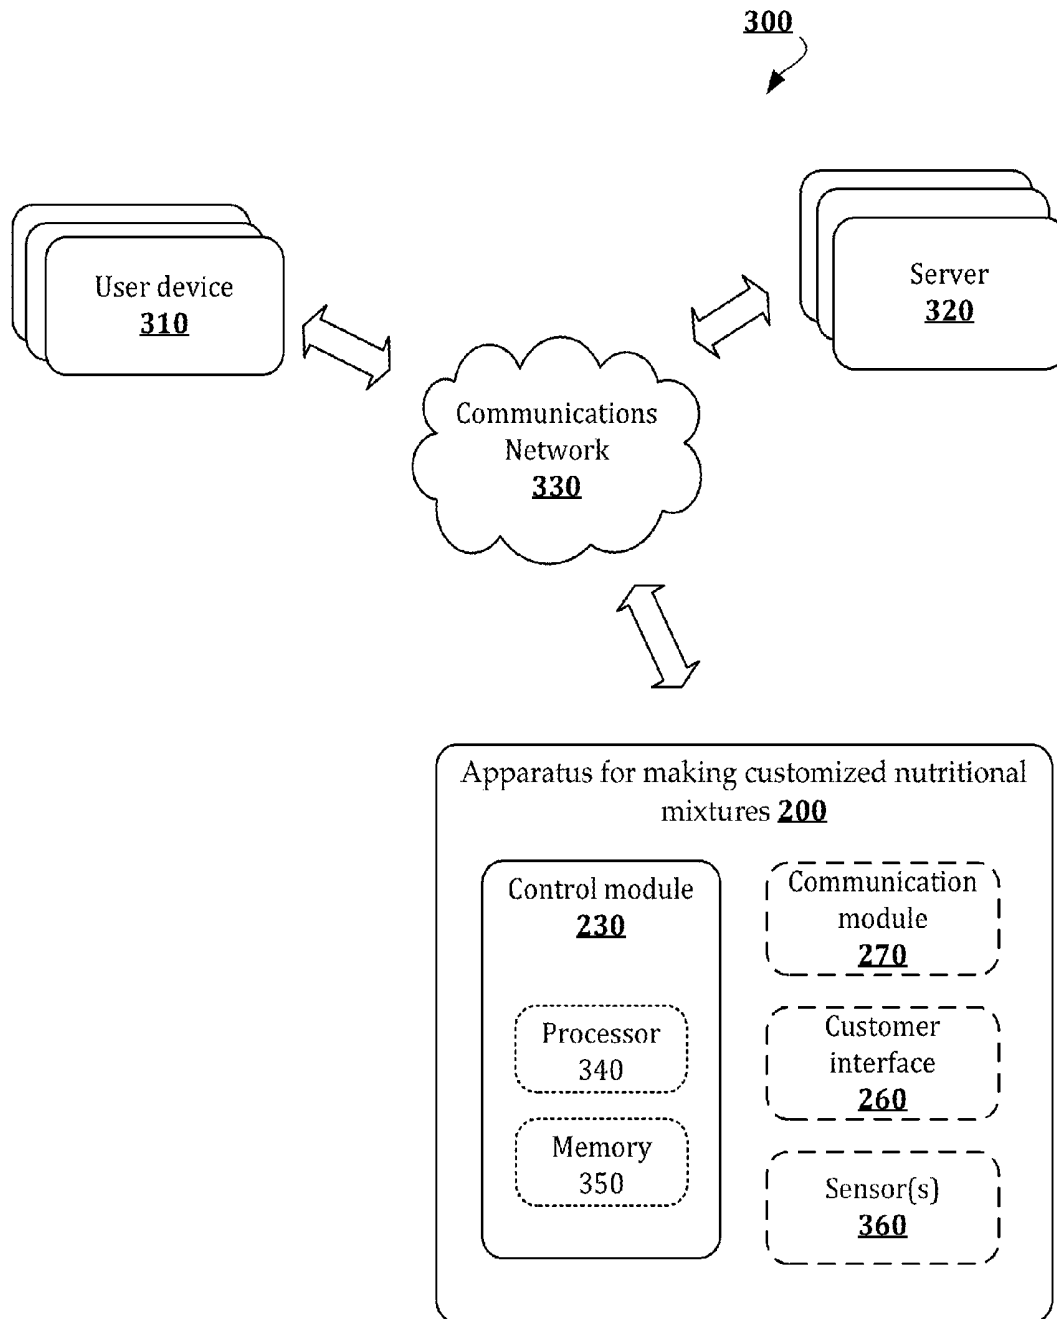 300
User device
310
Server
320
Communications
Network
330
Apparatus for making customized nutritional
mixtures 200
Control module
230
Processor
340
Memory
350
Communication
module
270
Customer
interface
260
Sensor(s)
360